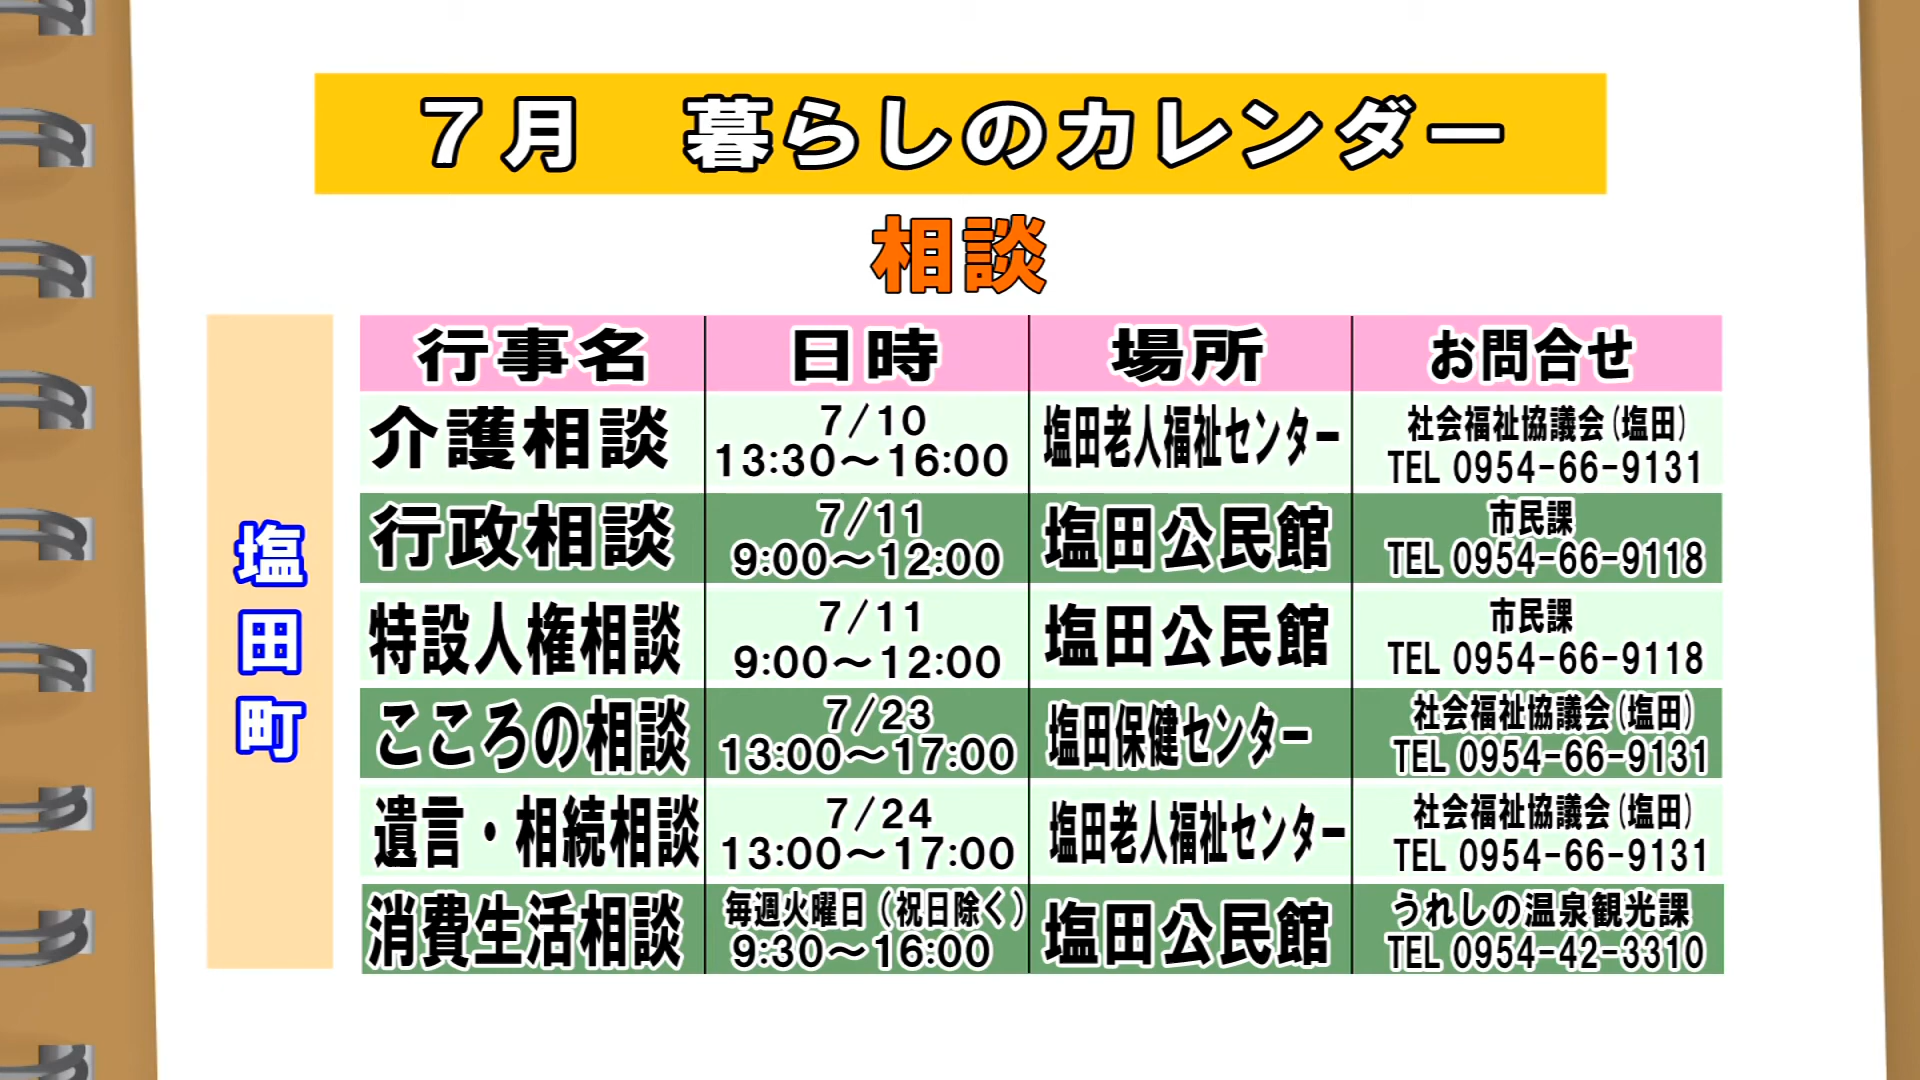 7月　暮らしのカレンダー
相談
塩田町
行事名 日時 場所 お問合せ
介護相談 7/10 13:30～16:00 塩田老人福祉センター 社会福祉協議会(塩田) TEL 0954-66-9131
行政相談 7/11 9:00～12:00 塩田公民館 市民課 TEL 0954-66-9118
特設人権相談 7/11 9:00～12:00 塩田公民館 市民課 TEL 0954-66-9118
こころの相談 7/23 13:00～17:00 塩田保健センター 社会福祉協議会(塩田) TEL 0954-66-9131
遺言・相続相談 7/24 13:00～17:00 塩田老人福祉センター 社会福祉協議会(塩田) TEL 0954-66-9131
消費生活相談 毎週火曜日(祝日除く) 9:30～16:00 塩田公民館 うれしの温泉観光課 TEL 0954-42-3310